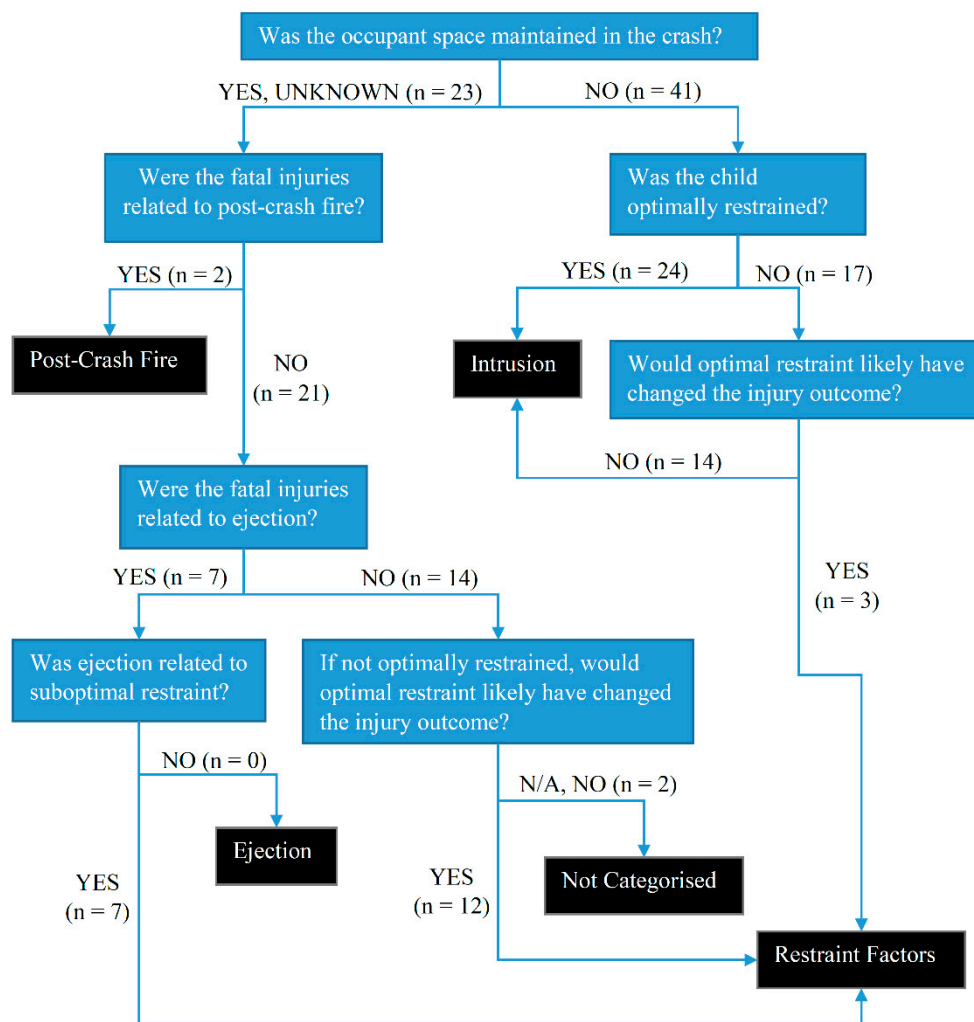 Was the occupant space maintained in the crash?
YES, UNKNOWN (n = 23)
NO (n = 41)
Were the fatal injuries
related to post-crash fire?
Was the child
optimally restrained?
YES (n = 2)
YES (n = 24)
NO (n = 17)
Post-Crash Fire
NO
(n = 21)
Intrusion
Would optimal restraint likely have
changed the injury outcome?
NO (n = 14)
Were the fatal injuries
related to ejection?
YES (n = 7)
NO (n = 14)
YES
(n = 3)
Was ejection related to
suboptimal restraint?
If not optimally restrained, would
optimal restraint likely have changed
the injury outcome?
NO (n = 0)
N/A, NO (n = 2)
Ejection
Not Categorised
YES
(n = 7)
YES
(n = 12)
Restraint Factors